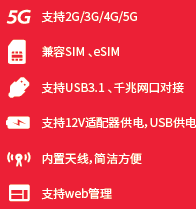 5G 支持2G/3G/4G/5G
兼容SIM、eSIM
支持USB3.1、千兆网口对接
支持12V适配器供电，USB供电
内置天线，简洁方便
支持web管理